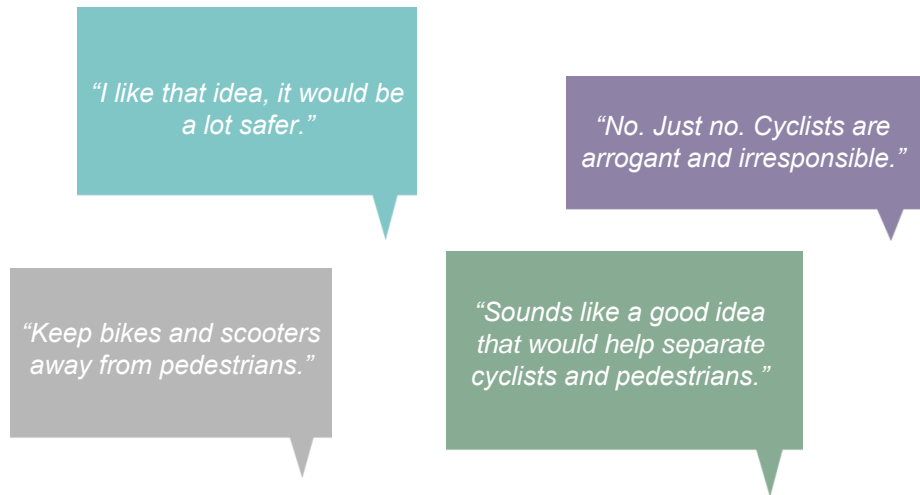 “I like that idea, it would be
a lot safer.”
“No. Just no. Cyclists are
arrogant and irresponsible.”
“Keep bikes and scooters
away from pedestrians.”
“Sounds like a good idea
that would help separate
cyclists and pedestrians.”